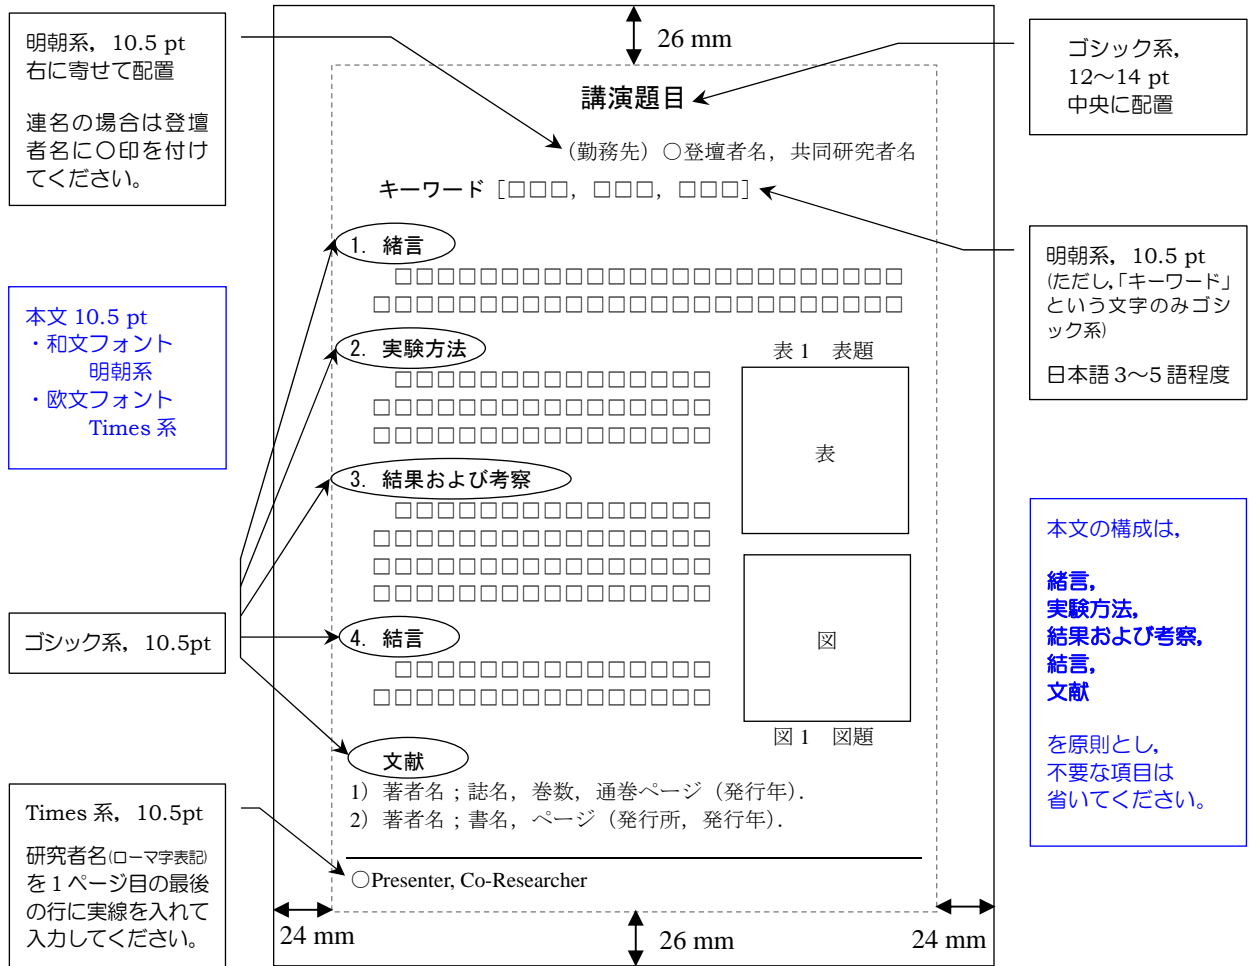 明朝系，10.5 pt
右に寄せて配置
連名の場合は登壇
者名に〇印を付け
てください。
本文 10.5 pt
・和文フォント
明朝系
・欧文フォント
Times 系
ゴシック系，10.5pt
Times 系，10.5pt
研究者名(ローマ字表記)
を 1 ページ目の最後
の行に実線を入れて
入力してください。
26 mm
講演題目
（勤務先）〇登壇者名，共同研究者名
キーワード［□□□，□□□，□□□］
1. 緒言
□□□□□□□□□□□□□□□□□□□□□□□□
□□□□□□□□□□□□□□□□□□□□□□□□□
2. 実験方法
□□□□□□□□□□□□□□□
□□□□□□□□□□□□□□□□
□□□□□□□□□□□□□□□□
3. 結果および考察
□□□□□□□□□□□□□□□
□□□□□□□□□□□□□□□□
□□□□□□□□□□□□□□□□
□□□□□□□□□□□□□□□□
4. 結言
□□□□□□□□□□□□□□□
□□□□□□□□□□□□□□□□
表 1　表題
表
図
図 1　図題
文献
1）著者名；誌名，巻数，通巻ページ（発行年）.
2）著者名；書名，ページ（発行所，発行年）.
〇Presenter, Co-Researcher
24 mm
26 mm
24 mm
ゴシック系，
12～14 pt
中央に配置
明朝系，10.5 pt
(ただし，「キーワード」
という文字のみゴシ
ック系)
日本語 3～5 語程度
本文の構成は，
緒言，
実験方法，
結果および考察，
結言，
文献
を原則とし，
不要な項目は
省いてください。